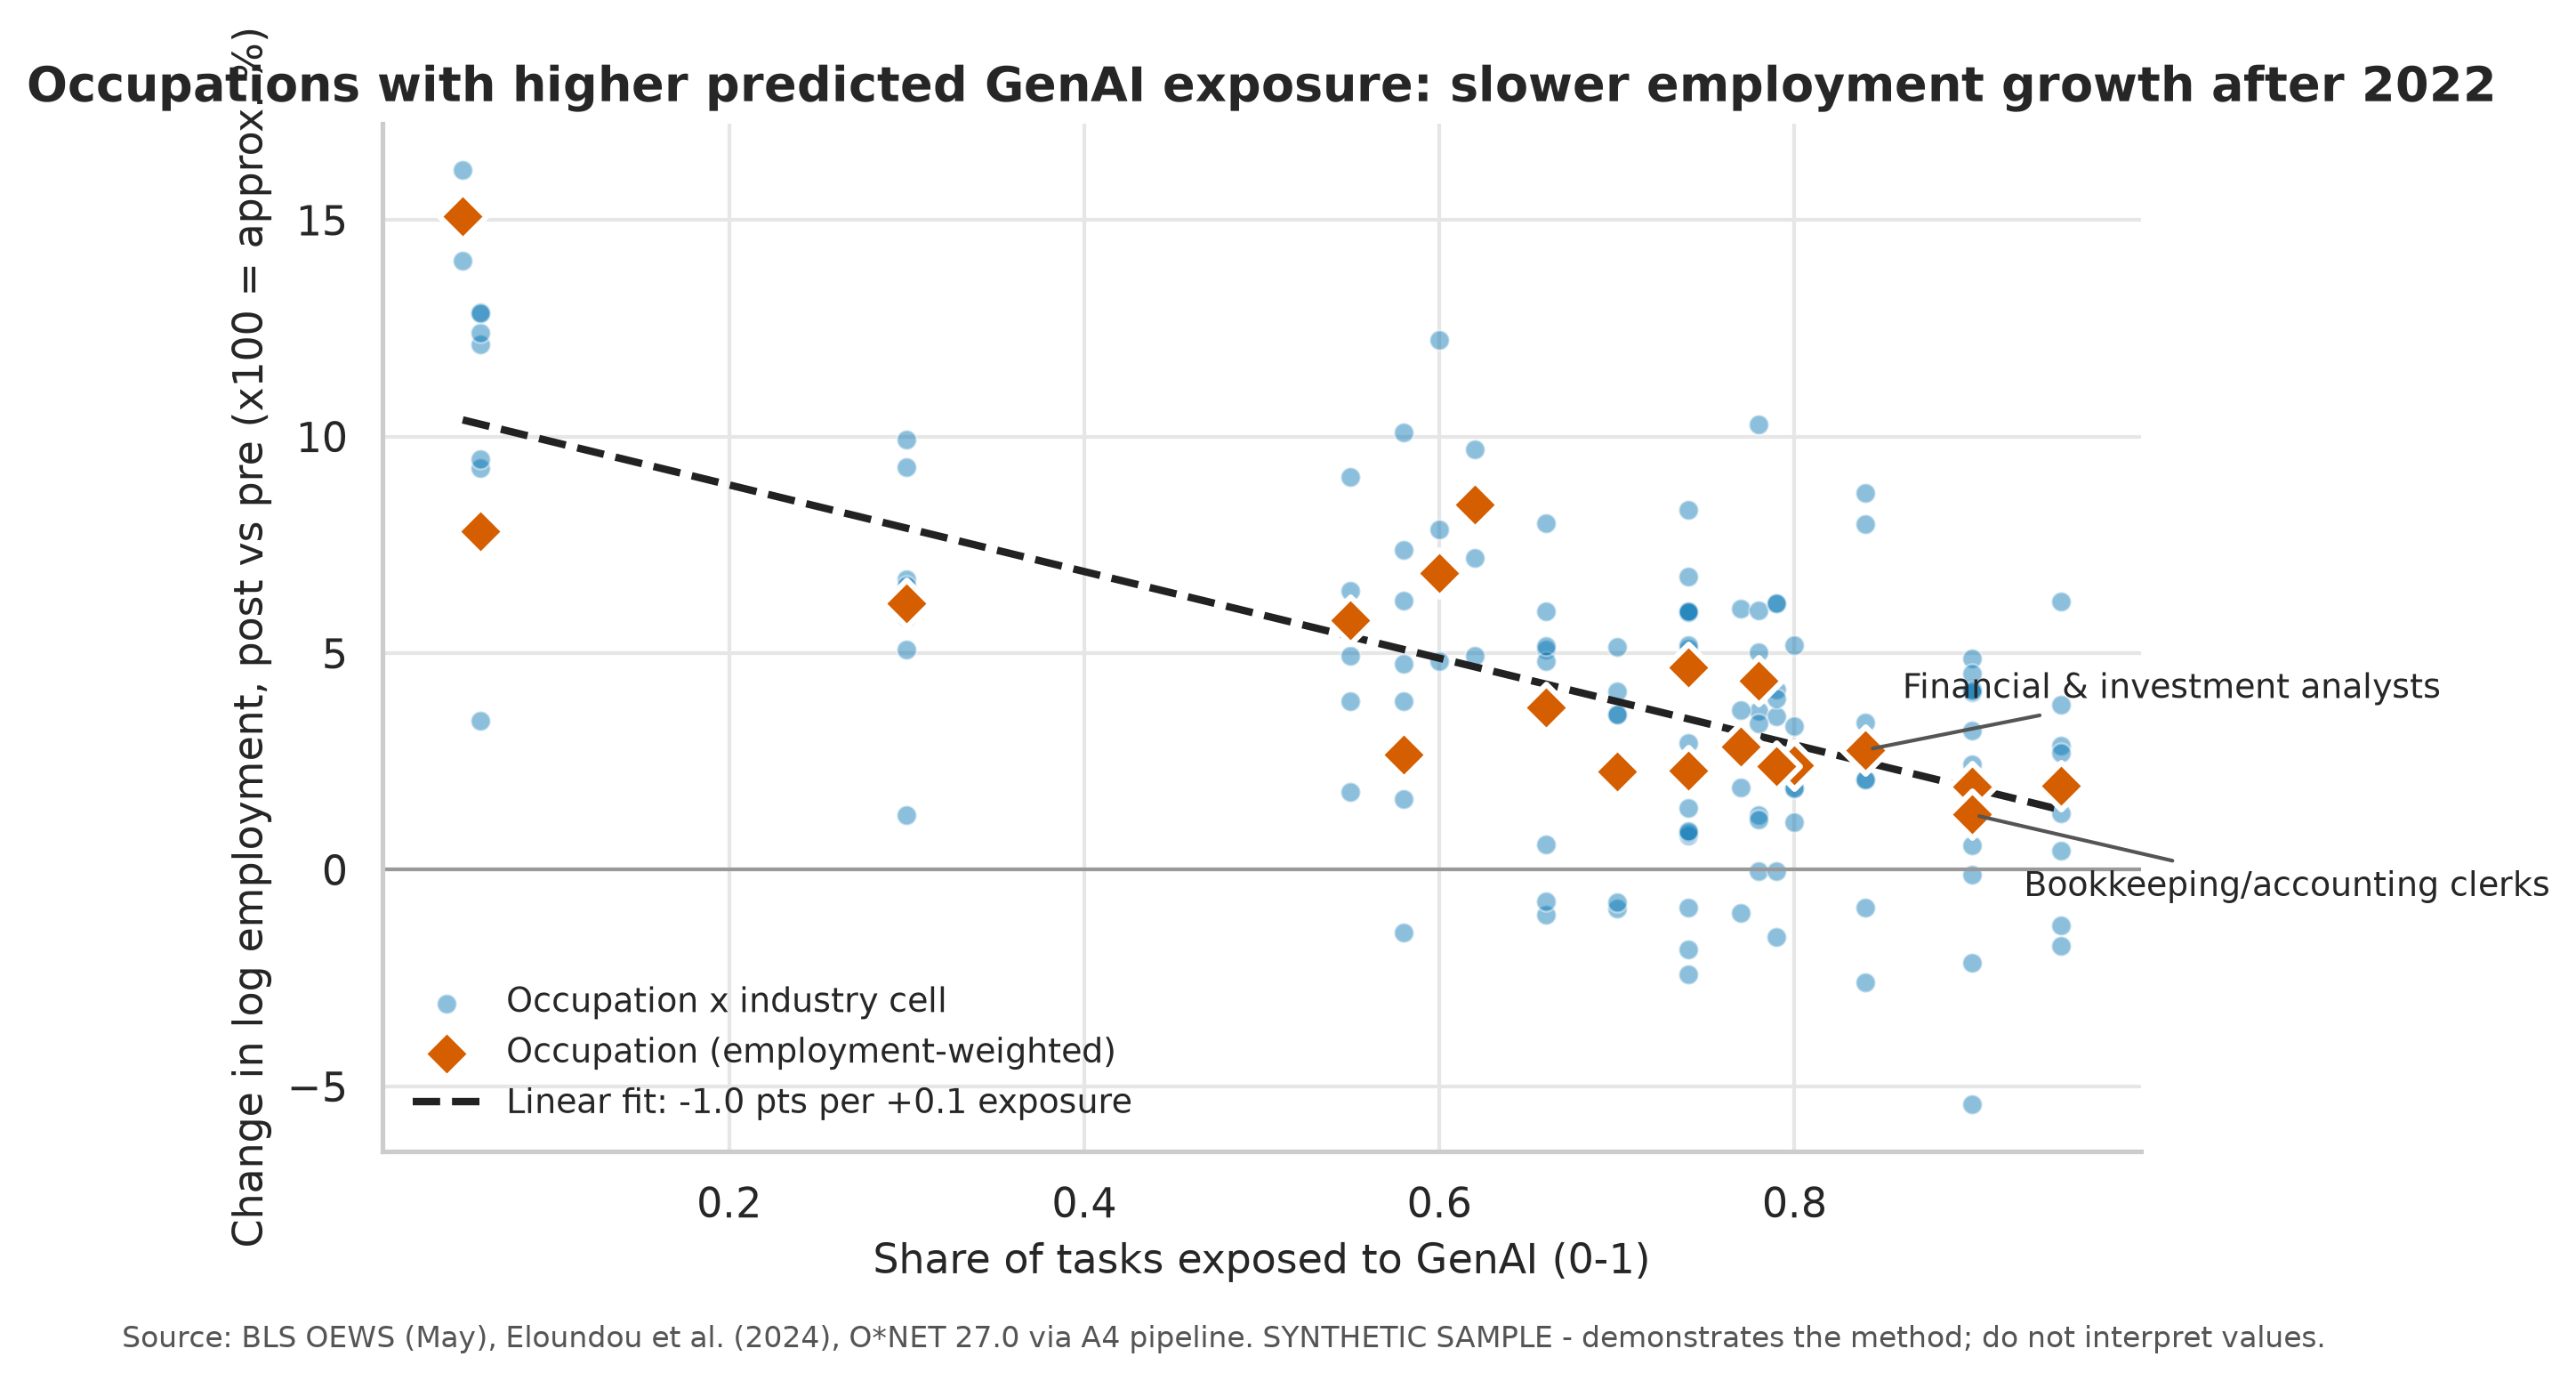 Occupations with higher predicted GenAI exposure: slower employment growth after 2022
Change in log employment, post vs pre (x100 = approx. %)
15
10
5
0
−5
Financial & investment analysts
Bookkeeping/accounting clerks
Occupation x industry cell
Occupation (employment-weighted)
Linear fit: -1.0 pts per +0.1 exposure
0.2 0.4 0.6 0.8
Share of tasks exposed to GenAI (0-1)
Source: BLS OEWS (May), Eloundou et al. (2024), O*NET 27.0 via A4 pipeline. SYNTHETIC SAMPLE - demonstrates the method; do not interpret values.